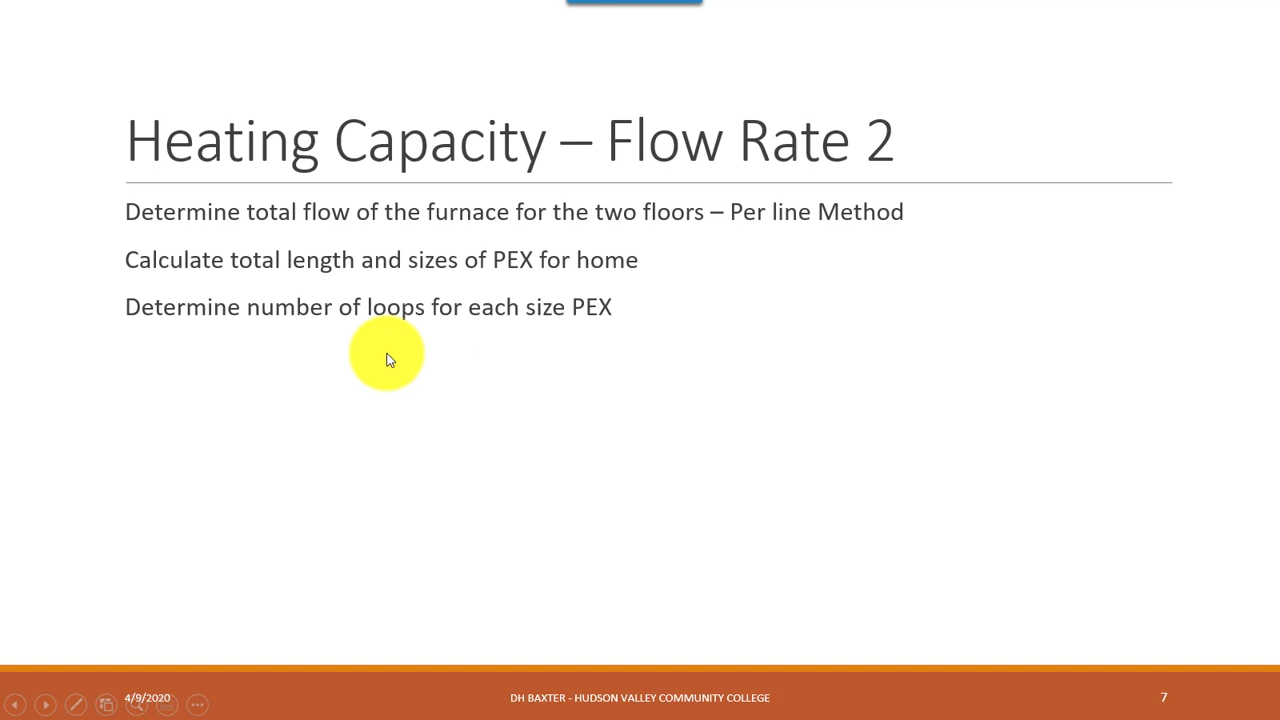 Heating Capacity – Flow Rate 2
Determine total flow of the furnace for the two floors – Per line Method
Calculate total length and sizes of PEX for home
Determine number of loops for each size PEX
4/9/2020
DH BAXTER - HUDSON VALLEY COMMUNITY COLLEGE
7